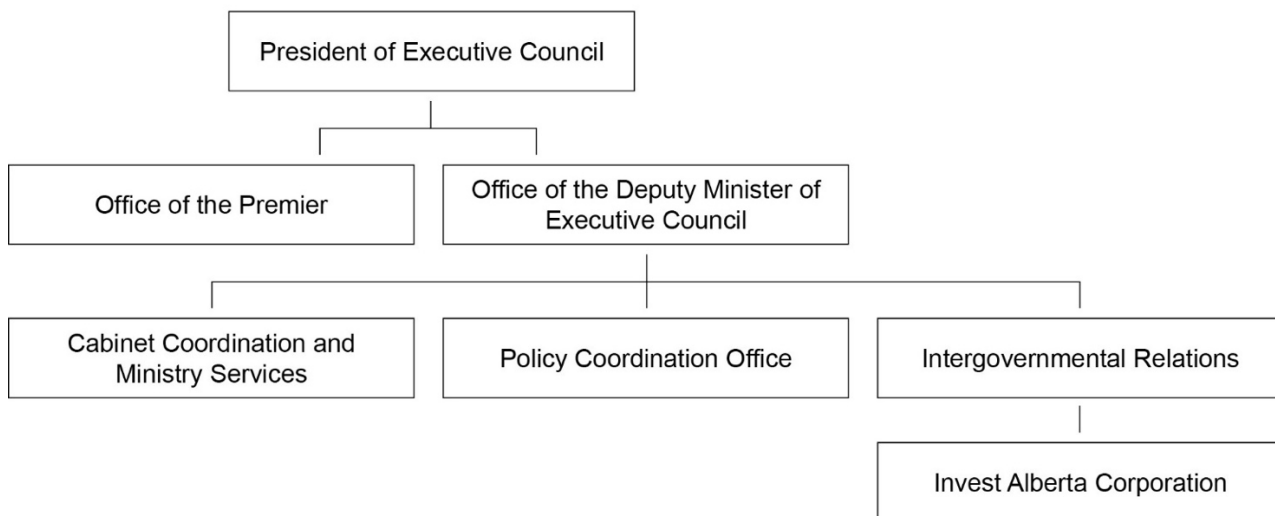 President of Executive Council
Office of the Premier
Office of the Deputy Minister of
Executive Council
Cabinet Coordination and
Ministry Services
Policy Coordination Office
Intergovernmental Relations
Invest Alberta Corporation